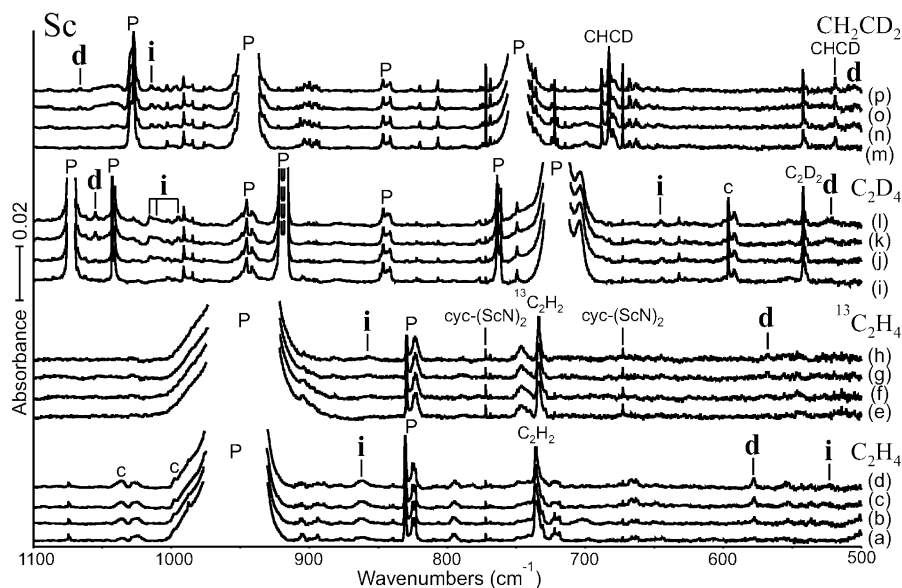 Sc
CH2CD2
d
i
P
P
P
P
CHCD
CHCD
d
(p)
(o)
(n)
(m)
C2D4
P
d
P
i
P
P
P
P
P
i
c
C2D2
d
(l)
(k)
(j)
(i)
13C2H4
P
i
P
cyc-(ScN)2
13C2H2
cyc-(ScN)2
d
(h)
(g)
(f)
(e)
C2H4
c
c
P
i
P
C2H2
d
i
(d)
(c)
(b)
(a)
Absorbance 0.02
1100 1000 900 800 700 600 500
Wavenumbers (cm-1)